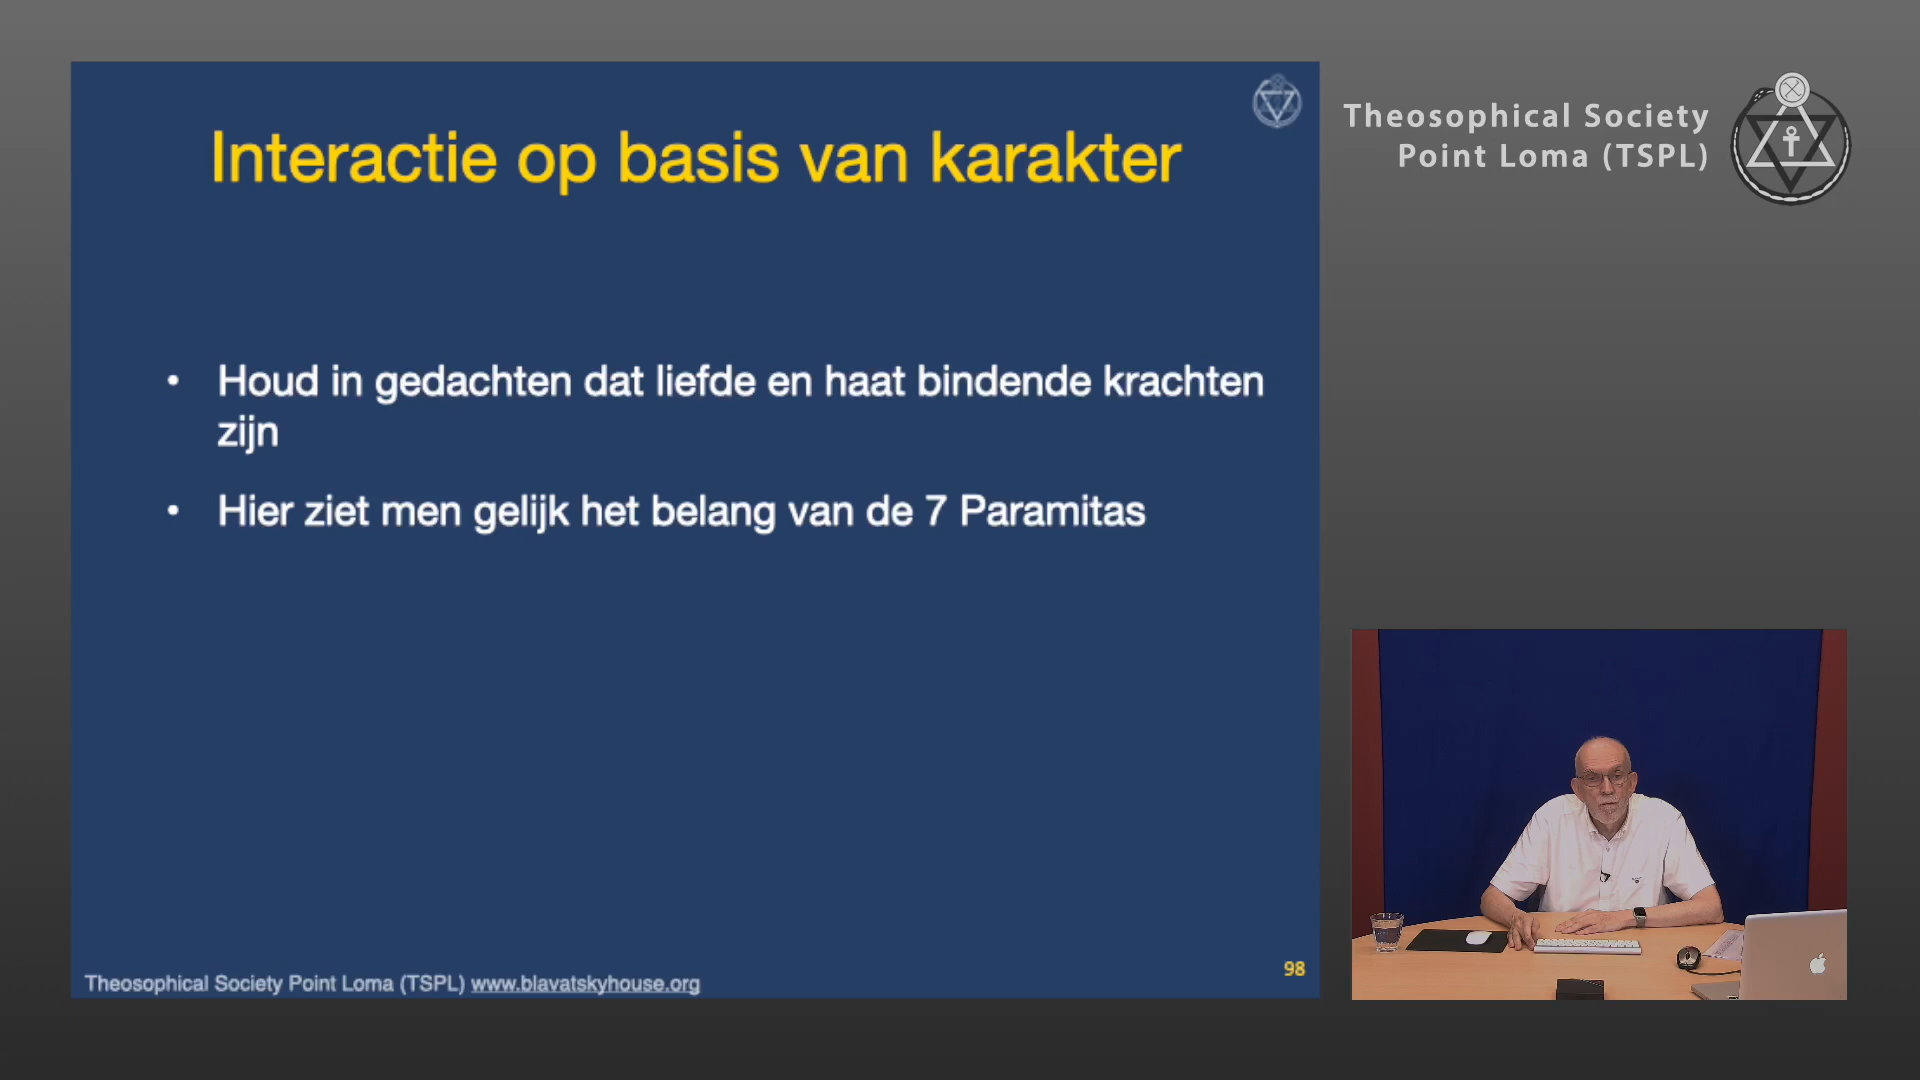 Interactie op basis van karakter
• Houd in gedachten dat liefde en haat bindende krachten
zijn
• Hier ziet men gelijk het belang van de 7 Paramitas
Theosophical Society Point Loma (TSPL) www.blavatskyhouse.org
98
Theosophical Society
Point Loma (TSPL)